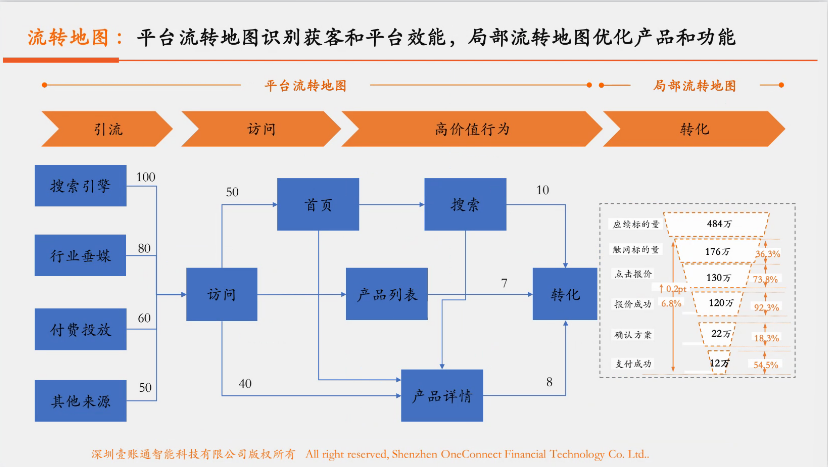 流转地图： 平台流转地图识别获客和平台效能，局部流转地图优化产品和功能
平台流转地图
局部流转地图
引流
访问
高价值行为
转化
搜索引擎
100
行业垂媒
80
付费投放
60
其他来源
50
访问
50
40
首页
搜索
产品列表
产品详情
10
7
8
转化
应续标的量
484万
触网标的量
176万
36.3%
点击报价
130万
73.8%
↑0.2pt
6.8%
报价成功
120万
92.3%
确认方案
22万
18.3%
支付成功
12万
54.5%
深圳壹账通智能科技有限公司版权所有 All right reserved, Shenzhen OneConnect Financial Technology Co. Ltd..